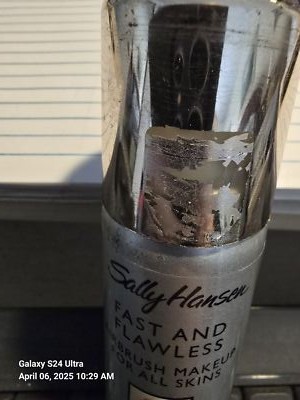 Sally Hansen
FAST AND
FLAWLESS
BRUSH MAKEUP
FOR ALL SKINS
Galaxy S24 Ultra
April 06, 2025 10:29 AM